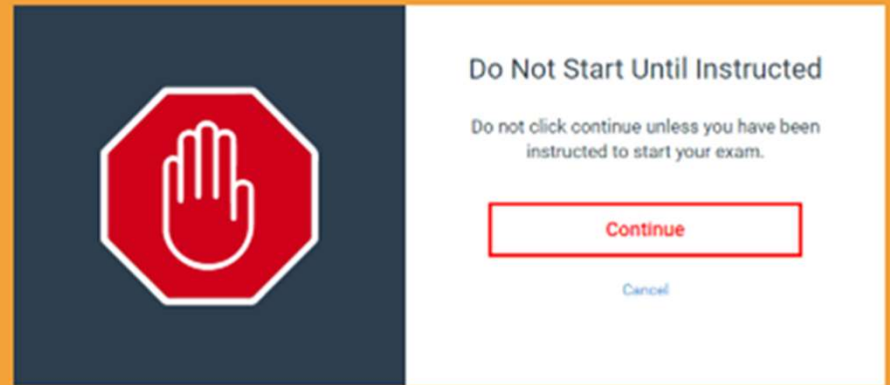 Do Not Start Until Instructed
Do not click continue unless you have been
instructed to start your exam.
Continue
Cancel